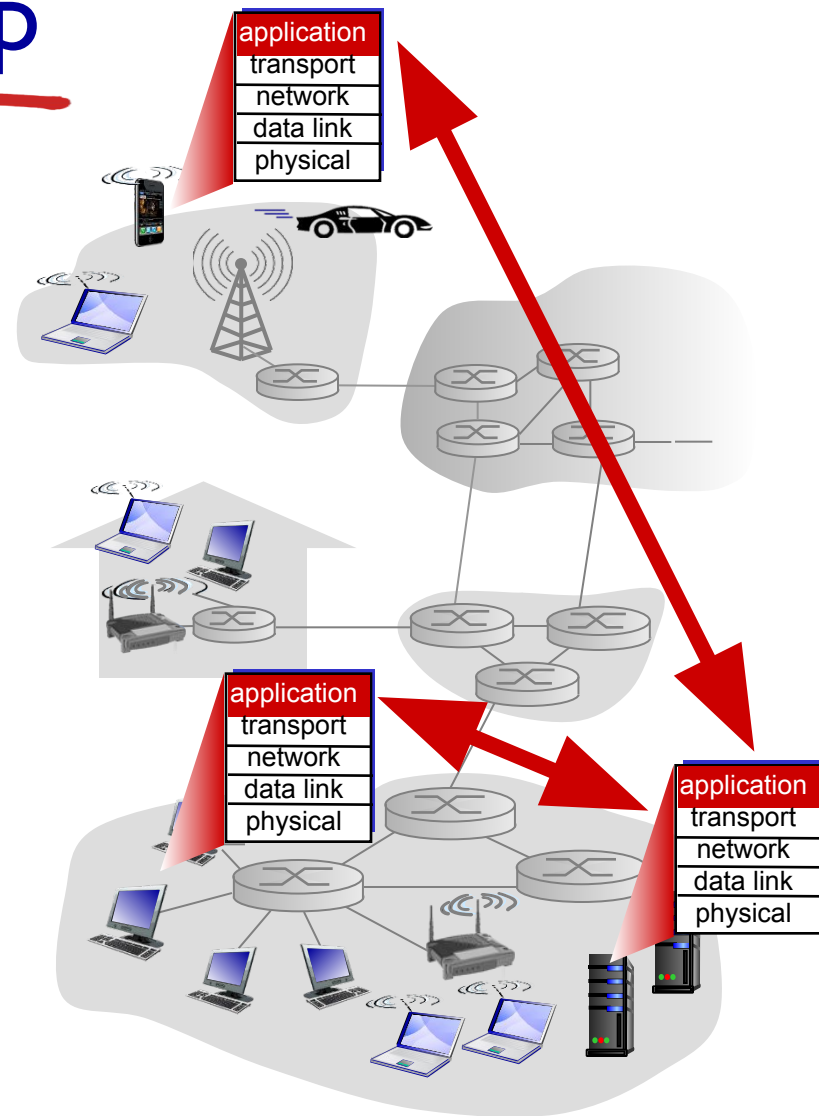 P
application
transport
network
data link
physical
application
transport
network
data link
physical
application
transport
network
data link
physical